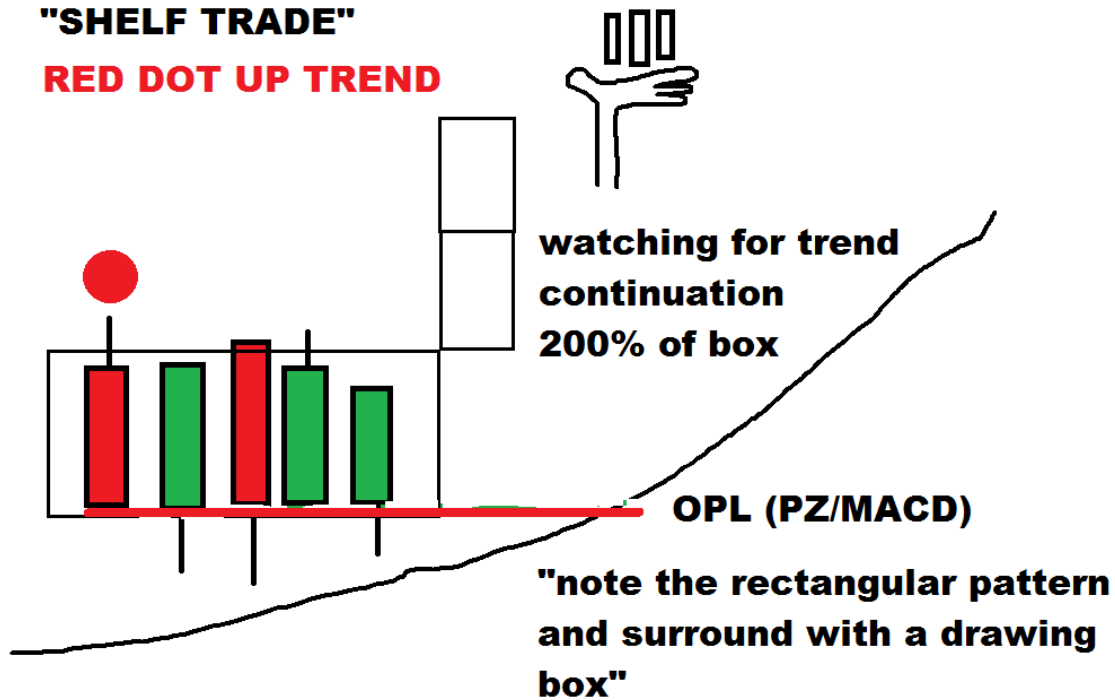 "SHELF TRADE"
RED DOT UP TREND
watching for trend
continuation
200% of box
OPL (PZ/MACD)
"note the rectangular pattern
and surround with a drawing
box"